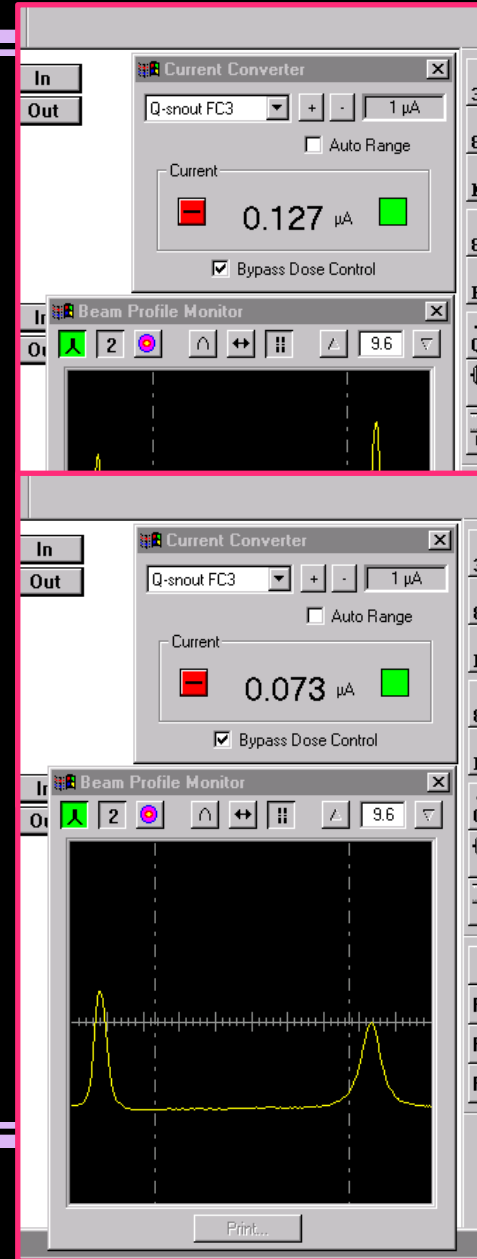 Current Converter
In
Q-snout FC3 + - 1 µA
Out
Auto Range
Current
0.127 µA
Bypass Dose Control
Beam Profile Monitor
2 9.6
Current Converter
In
Q-snout FC3 + - 1 µA
Out
Auto Range
Current
0.073 µA
Bypass Dose Control
Beam Profile Monitor
2 9.6
Print...